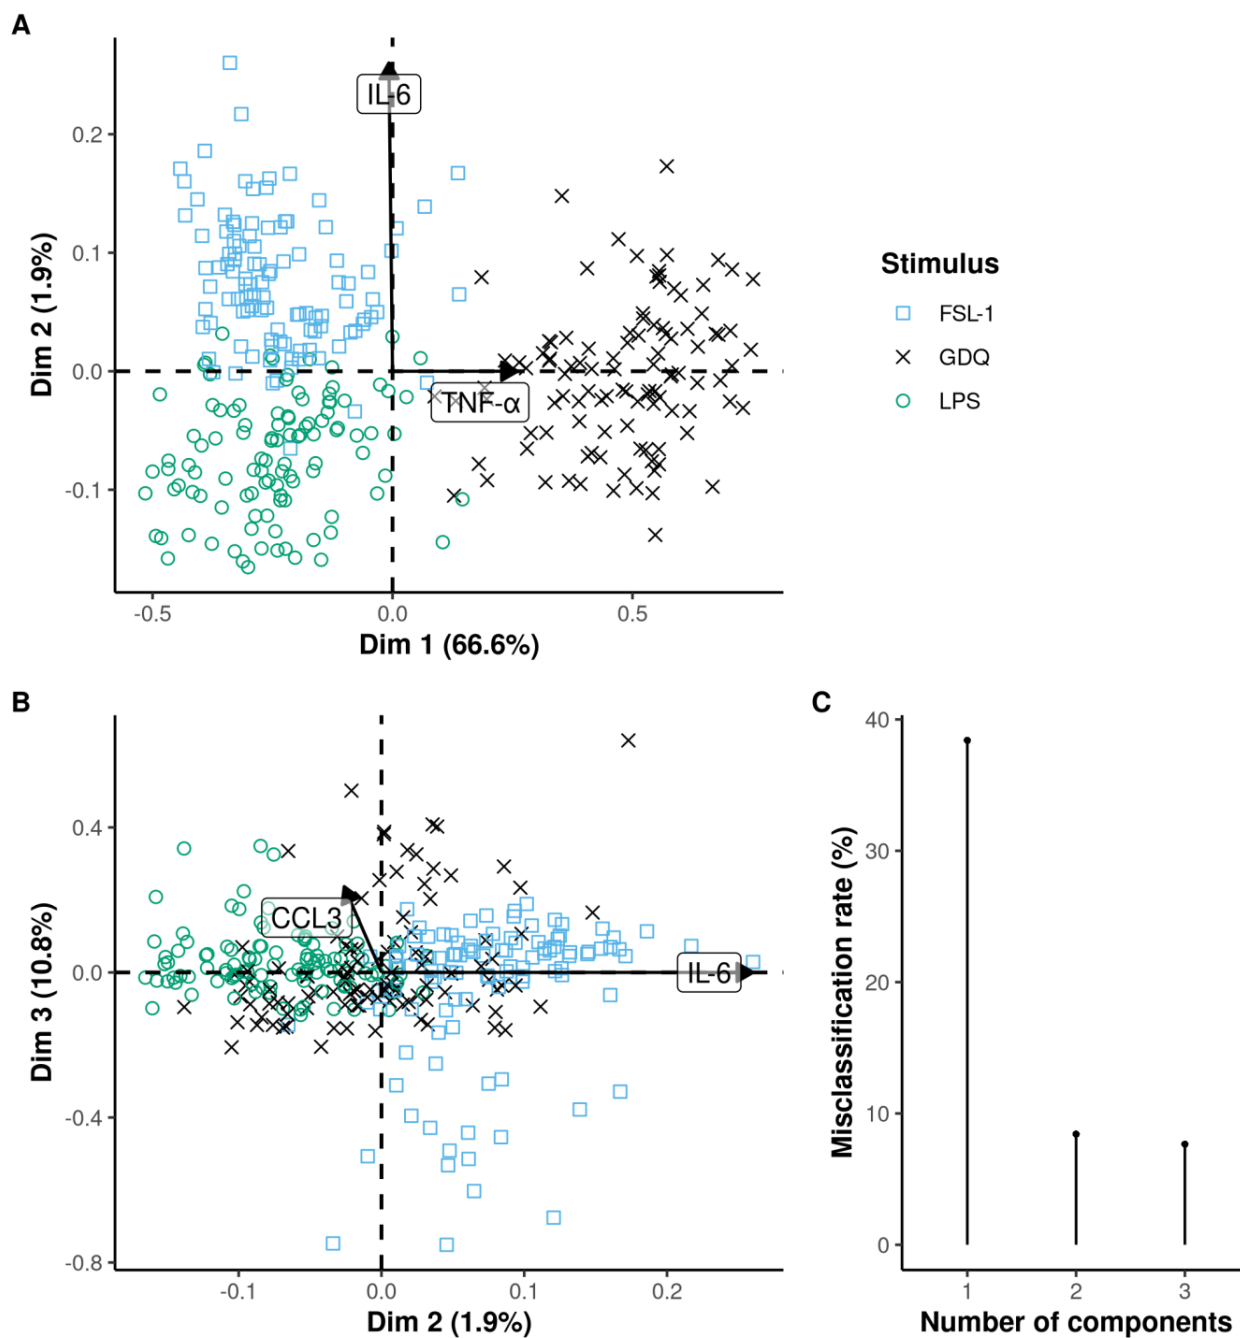 A
IL-6
0.2
0.1
0.0
-0.1
Dim 2 (1.9%)
TNF-α
-0.5
0.0
0.5
Dim 1 (66.6%)
Stimulus
FSL-1
GDQ
LPS
B
0.4
0.0
-0.4
-0.8
Dim 3 (10.8%)
CCL3
IL-6
-0.1
0.0
0.1
0.2
Dim 2 (1.9%)
C
40
30
20
10
0
Misclassification rate (%)
1
2
3
Number of components